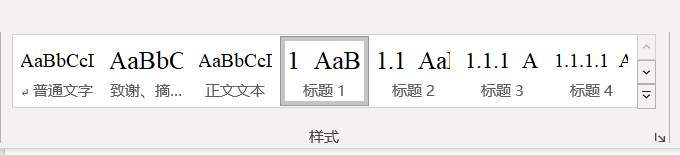 AaBbCcI AaBbC AaBbCcI 1 AaB 1.1 Aa 1.1.1 A 1.1.1.1 A
↲ 普通文字 致谢、摘... 正文文本 标题 1 标题 2 标题 3 标题 4
样式